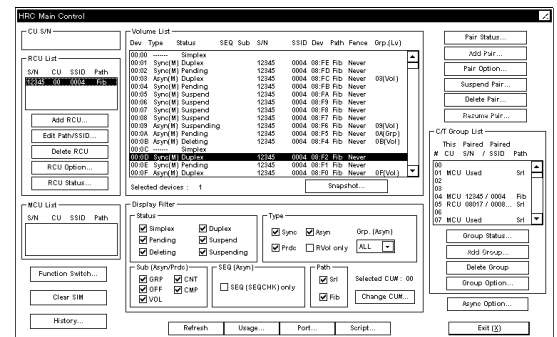 HRC Main Control
CU S/N
RCU List
S/N CU SSID Path
12345 00 0004 Fib
Add RCU...
Edit Path/SSID...
Delete RCU
RCU Option...
RCU Status...
MCU List
S/N CU SSID Path
Function Switch...
Clear SIM
History...
Volume List
Dev Type Status SEQ Sub S/N SSID Dev Path Fence Grp.(Lv)
00:00 ------- Simplex
00:01 Sync(M) Duplex 12345 0004 08:FE Fib Never
00:02 Sync(M) Pending 12345 0004 08:FD Fib Never
00:03 Asyn(M) Duplex 12345 0004 08:FC Fib Never 03(Vol)
00:04 Sync(M) Pending 12345 0004 08:FB Fib Never
00:05 Sync(M) Suspend 12345 0004 08:FA Fib Never
00:06 Sync(M) Suspend 12345 0004 08:F9 Fib Never
00:07 Sync(M) Suspend 12345 0004 08:F8 Fib Never
00:08 Sync(M) Suspend 12345 0004 08:F7 Fib Never
00:09 Asyn(M) Suspending 12345 0004 08:F6 Fib Never 09(Vol)
00:0A Asyn(M) Pending 12345 0004 08:F5 Fib Never 0A(Grp)
00:0B Asyn(M) Deleting 12345 0004 08:F4 Fib Never 0B(Vol)
00:0C ------- Simplex
00:0D Sync(M) Duplex 12345 0004 08:F2 Fib Never
00:0E Sync(M) Pending 12345 0004 08:F1 Fib Never
00:0F Asyn(M) Duplex 12345 0004 08:F0 Fib Never 0F(Vol)
Selected devices : 1
Snapshot...
Display Filter
Status
Simplex Duplex
Pending Suspend
Deleting Suspending
Type
Sync Asyn Grp. (Asyn)
Prdc RVol only ALL
Sub (Asyn/Prdc)
GRP CNT
OFF CMP
VOL
SEQ (Asyn)
SEQ (SEQCHK) only
Path
Srl
Fib
Selected CU# : 00
Change CU#...
Refresh Usage... Port... Script...
Pair Status...
Add Pair...
Pair Option...
Suspend Pair...
Delete Pair...
Resume Pair...
C/T Group List
This Paired Paired
# CU S/N / SSID Path
00
01 MCU Used Srl
02
03
04 MCU 12345 / 0004 Fib
05 RCU 08017 / 0008... Srl
06
07 MCU Used Srl
Group Status...
Add Group...
Delete Group
Group Option...
Async Option...
Exit (X)